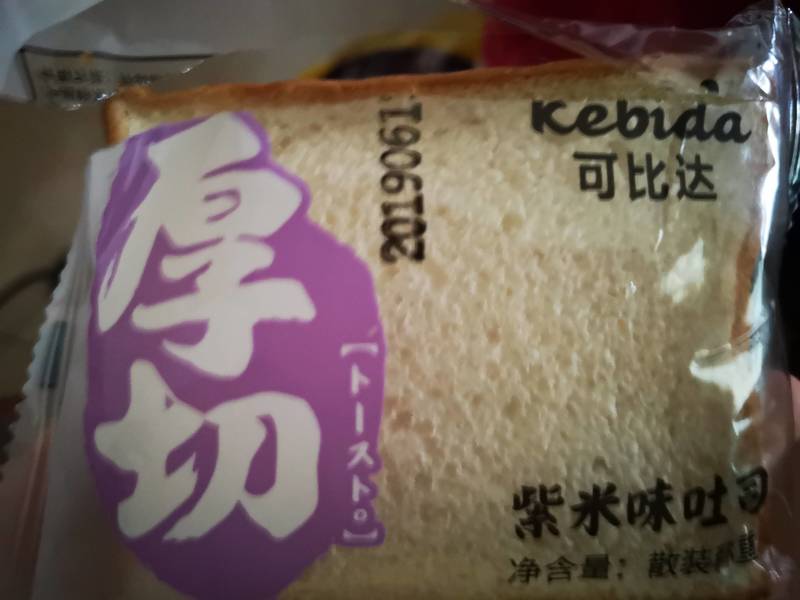 Kebida
可比达
2019061
厚切
【トースト。】
紫米味吐司
净含量：散装称重